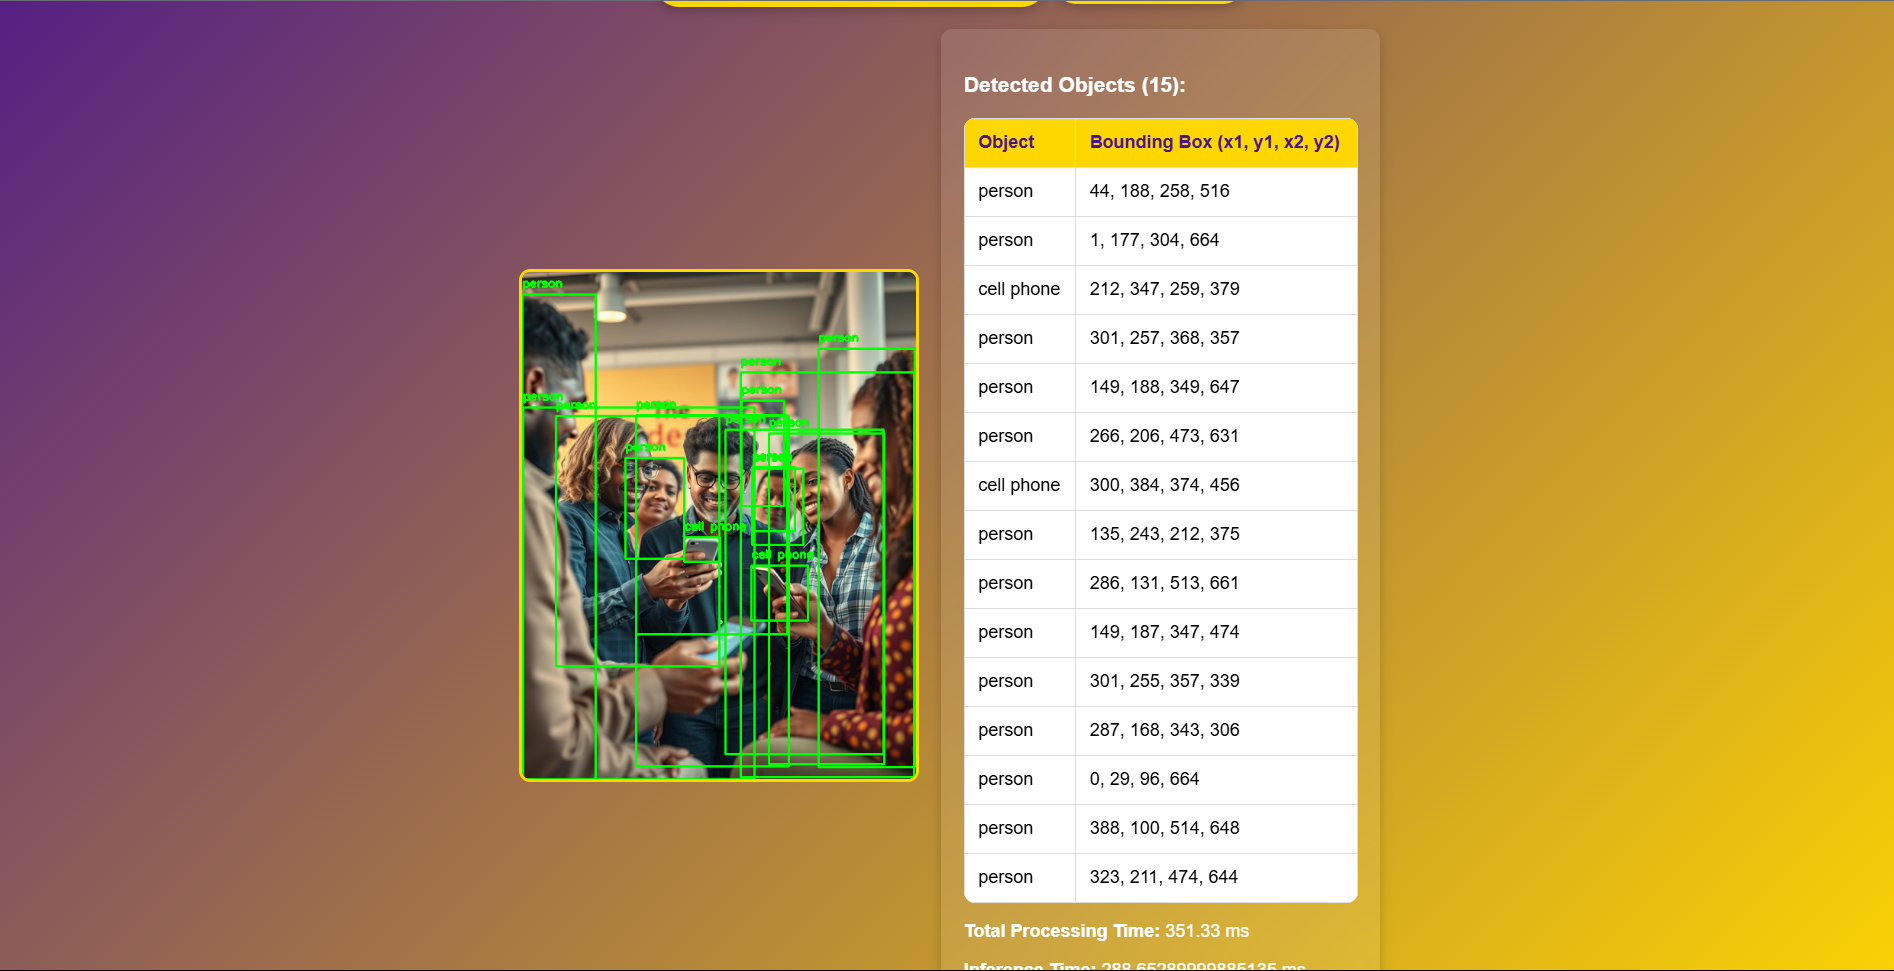 Detected Objects (15):
Object Bounding Box (x1, y1, x2, y2)
person 44, 188, 258, 516
person 1, 177, 304, 664
cell phone 212, 347, 259, 379
person 301, 257, 368, 357
person 149, 188, 349, 647
person 266, 206, 473, 631
cell phone 300, 384, 374, 456
person 135, 243, 212, 375
person 286, 131, 513, 661
person 149, 187, 347, 474
person 301, 255, 357, 339
person 287, 168, 343, 306
person 0, 29, 96, 664
person 388, 100, 514, 648
person 323, 211, 474, 644
Total Processing Time: 351.33 ms
Inference Time: 288.65289999885135 ms
person
person
person
person
person
person
person
person
person
person
person
cell phone
cell phone